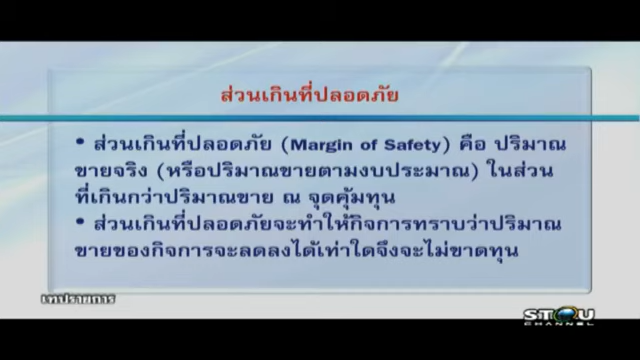 ส่วนเกินที่ปลอดภัย
• ส่วนเกินที่ปลอดภัย (Margin of Safety) คือ ปริมาณ
ขายจริง (หรือปริมาณขายตามงบประมาณ) ในส่วน
ที่เกินกว่าปริมาณขาย ณ จุดคุ้มทุน
• ส่วนเกินที่ปลอดภัยจะทำให้กิจการทราบว่าปริมาณ
ขายของกิจการจะลดลงได้เท่าใดจึงจะไม่ขาดทุน
เทปรายการ
STOU
CHANNEL